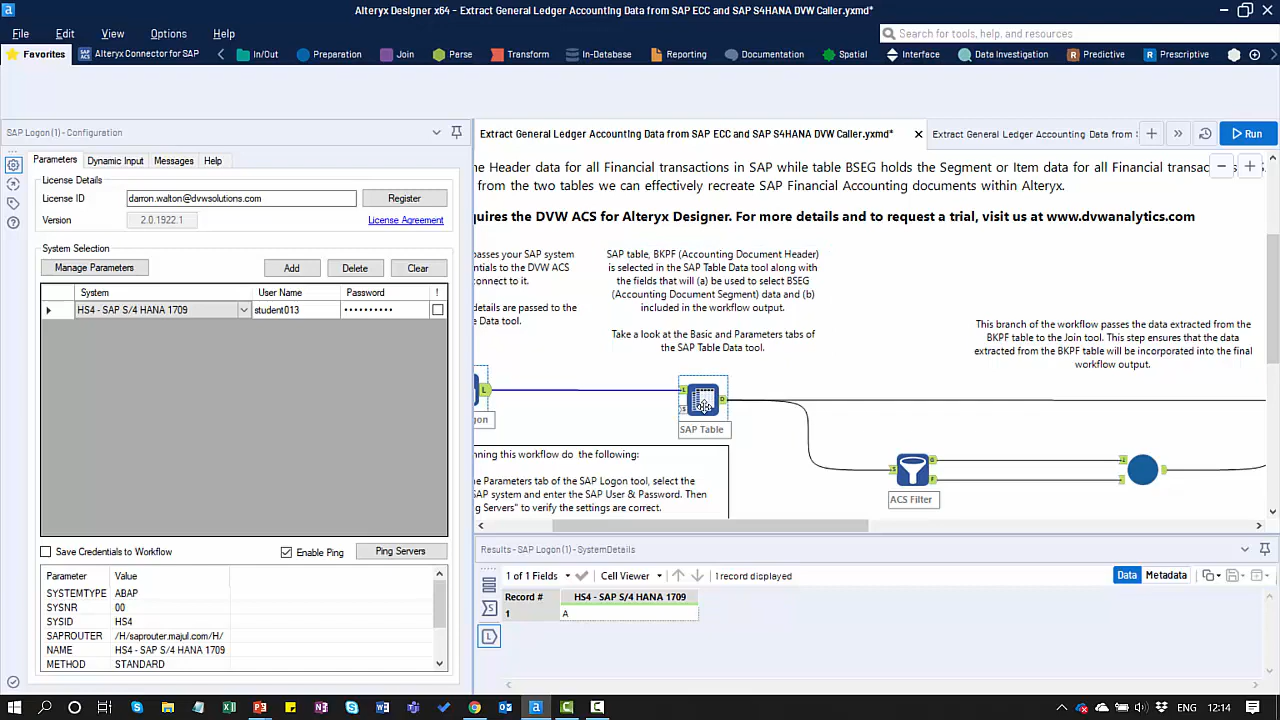 Alteryx Designer x64 - Extract General Ledger Accounting Data from SAP ECC and SAP S4HANA DVW Caller.yxmd*
File Edit View Options Help
Search for tools, help, and resources
Favorites Alteryx Connector for SAP In/Out Preparation Join Parse Transform In-Database Reporting Documentation Spatial Interface Data Investigation Predictive Prescriptive
SAP Logon (1) - Configuration
Parameters Dynamic Input Messages Help
License Details
License ID darron.walton@dvwsolutions.com Register
Version 2.0.1922.1 License Agreement
System Selection
Manage Parameters Add Delete Clear
System User Name Password !
HS4 - SAP S/4 HANA 1709 student013 ••••••••••
Save Credentials to Workflow Enable Ping Ping Servers
Parameter Value
SYSTEMTYPE ABAP
SYSNR 00
SYSID HS4
SAPROUTER /H/saprouter.majul.com/H/
NAME HS4 - SAP S/4 HANA 1709
METHOD STANDARD
Extract General Ledger Accounting Data from SAP ECC and SAP S4HANA DVW Caller.yxmd*
Extract General Ledger Accounting Data from
Run
e Header data for all Financial transactions in SAP while table BSEG holds the Segment or Item data for all Financial transac
from the two tables we can effectively recreate SAP Financial Accounting documents within Alteryx.
quires the DVW ACS for Alteryx Designer. For more details and to request a trial, visit us at www.dvwanalytics.com
passes your SAP system
entials to the DVW ACS
onnect to it.
details are passed to the
e Data tool.
SAP table, BKPF (Accounting Document Header)
is selected in the SAP Table Data tool along with
the fields that will (a) be used to select BSEG
(Accounting Document Segment) data and (b)
included in the workflow output.
Take a look at the Basic and Parameters tabs of
the SAP Table Data tool.
This branch of the workflow passes the data extracted from the
BKPF table to the Join tool. This step ensures that the data
extracted from the BKPF table will be incorporated into the final
workflow output.
L
L
S
D
gon
SAP Table
ACS Filter
nning this workflow do the following:
e Parameters tab of the SAP Logon tool, select the
SAP system and enter the SAP User & Password. Then
g Servers" to verify the settings are correct.
Results - SAP Logon (1) - SystemDetails
1 of 1 Fields Cell Viewer 1 record displayed Data Metadata
Record # HS4 - SAP S/4 HANA 1709
1 A
ENG 12:14